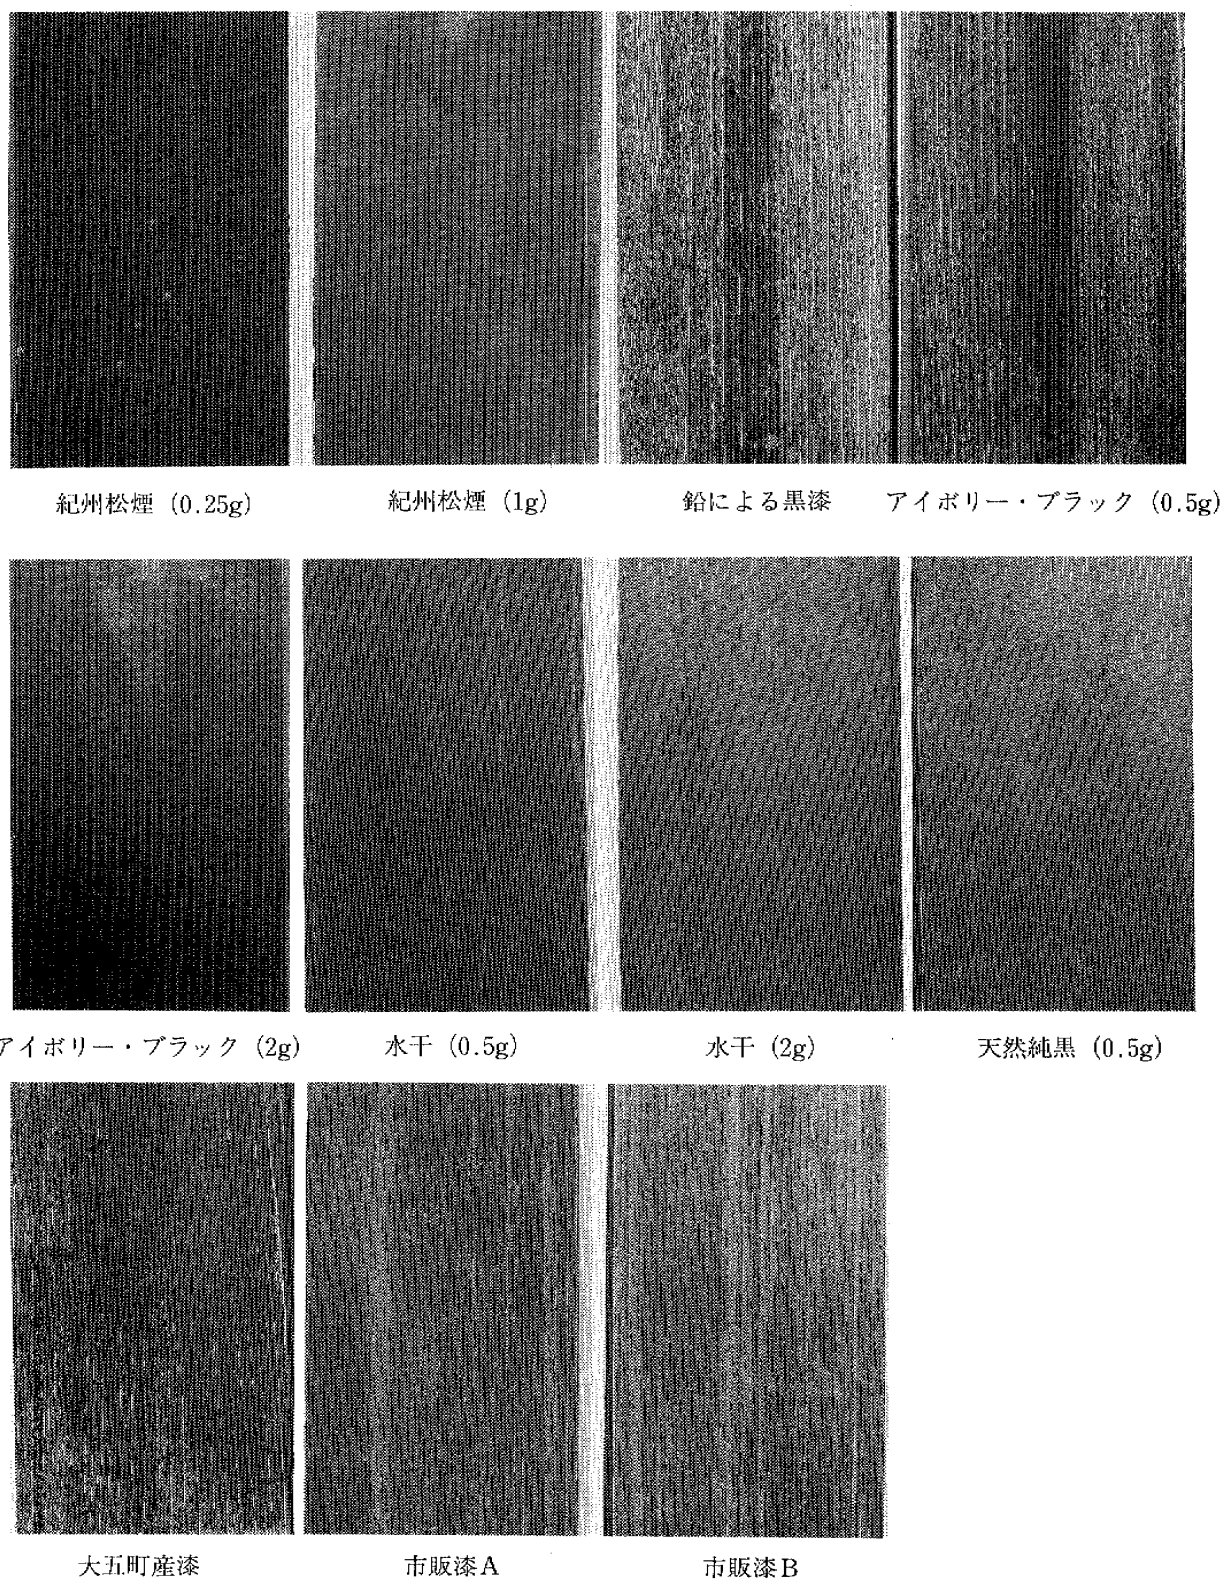 紀州松煙 (0.25g)　紀州松煙 (1g)　鉛による黒漆　アイボリー・ブラック (0.5g)
アイボリー・ブラック (2g)　水干 (0.5g)　水干 (2g)　天然純黒 (0.5g)
大五町産漆　市販漆A　市販漆B